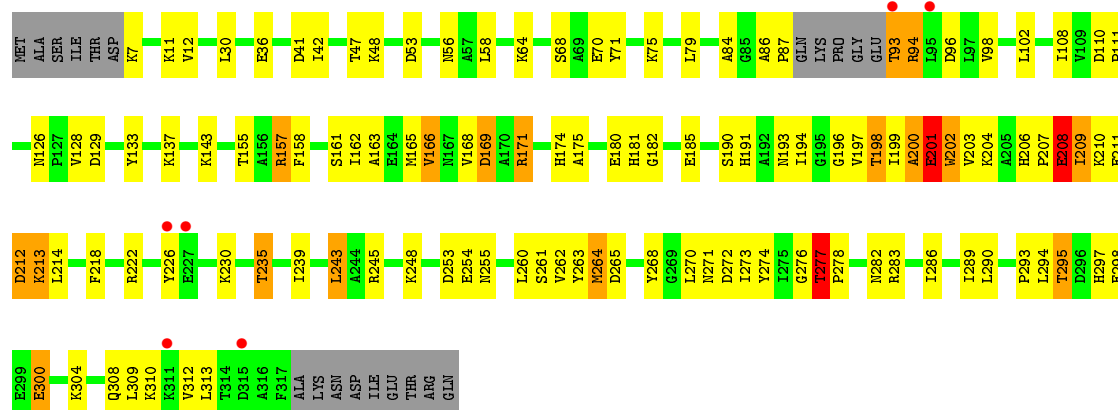 MET ALA SER ILE THR ASP K7 K11 V12 L30 E36 D41 I42 T47 K48 D53 N56 A57 L58 K64 S68 A69 E70 Y71 K75 L79 A84 G85 A86 P87 GLN LYS PRO GLY GLU T93 R94 L95 D96 L97 V98 L102 I108 V109 D110 P111
N126 P127 V128 D129 Y133 K137 K143 T155 A156 R157 F158 S161 I162 A163 E164 M165 V166 N167 V168 D169 A170 R171 H174 A175 E180 H181 G182 E185 S190 H191 A192 N193 I194 G195 G196 V197 T198 I199 A200 E201 W202 V203 K204 A205 H206 P207 E208 I209 K210 E211
D212 K213 L214 F218 R222 Y226 E227 K230 T235 I239 L243 A244 R245 K248 D253 E254 N255 L260 S261 V262 Y263 M264 D265 Y268 G269 L270 N271 D272 I273 Y274 I275 G276 T277 P278 N282 R283 I286 I289 L290 P293 L294 T295 D296 H297 E298
E299 E300 K304 Q308 L309 K310 K311 V312 L313 T314 D315 A316 F317 ALA LYS ASN ASP ILE GLU THR ARG GLN